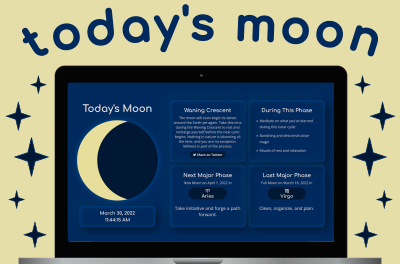 today's moon
Today's Moon
March 30, 2022
11:44:15 AM
Waning Crescent
The moon will soon begin its dance
around the Earth yet again. Take this time
during the Waning Crescent to rest and
recharge yourself before the next cycle
begins. Nothing in nature is blooming all
the time, and you are no exception.
Stillness is part of the process.
Share on Twitter
During This Phase
Meditate on what you've learned
during this lunar cycle
Banishing and deconstructive
magic
Rituals of rest and relaxation
Next Major Phase
New Moon on April 1, 2022 in
♈
Aries
Take initiative and forge a path
forward.
Last Major Phase
Full Moon on March 18, 2022 in
♍
Virgo
Clean, organize, and plan.